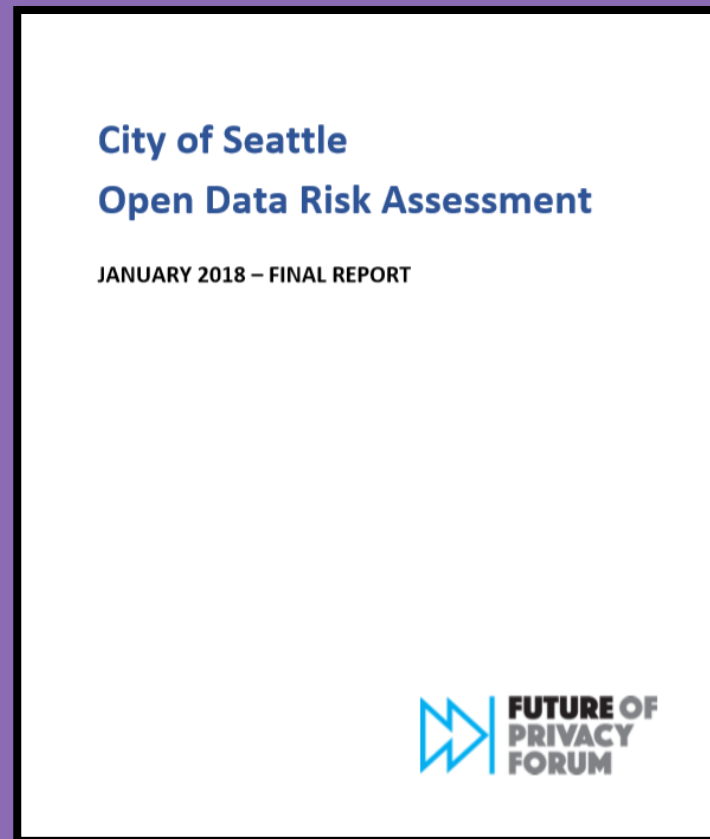 City of Seattle
Open Data Risk Assessment
JANUARY 2018 – FINAL REPORT
FUTURE OF
PRIVACY
FORUM